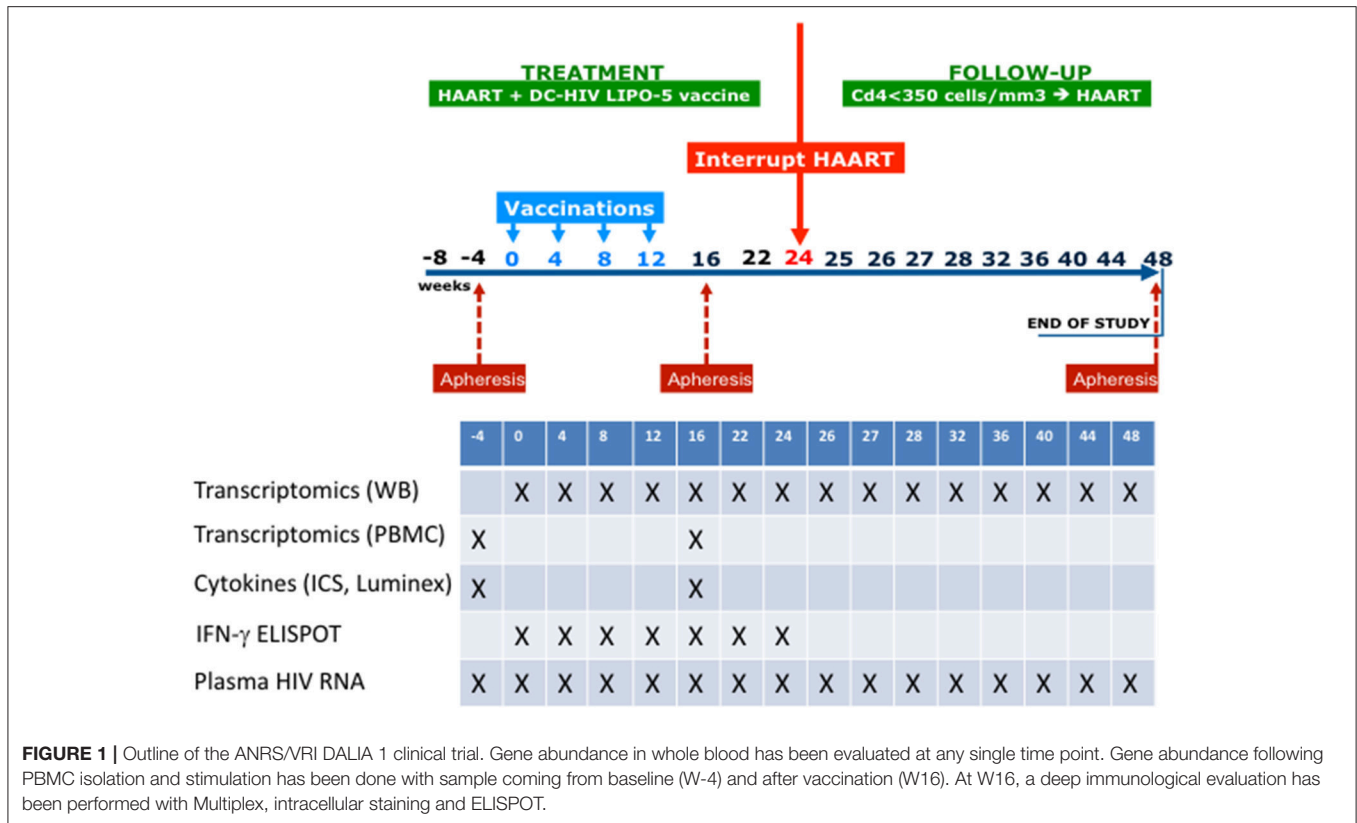 TREATMENT
HAART + DC-HIV LIPO-5 vaccine
FOLLOW-UP
Cd4<350 cells/mm3 → HAART
Interrupt HAART
Vaccinations
-8 -4 0 4 8 12 16 22 24 25 26 27 28 32 36 40 44 48
weeks
END OF STUDY
Apheresis
Apheresis
Apheresis
-4 0 4 8 12 16 22 24 26 27 28 32 36 40 44 48
Transcriptomics (WB) X X X X X X X X X X X X X X X
Transcriptomics (PBMC) X X
Cytokines (ICS, Luminex) X X
IFN-γ ELISPOT X X X X X X X
Plasma HIV RNA X X X X X X X X X X X X X X X X
FIGURE 1 | Outline of the ANRS/VRI DALIA 1 clinical trial. Gene abundance in whole blood has been evaluated at any single time point. Gene abundance following
PBMC isolation and stimulation has been done with sample coming from baseline (W-4) and after vaccination (W16). At W16, a deep immunological evaluation has
been performed with Multiplex, intracellular staining and ELISPOT.